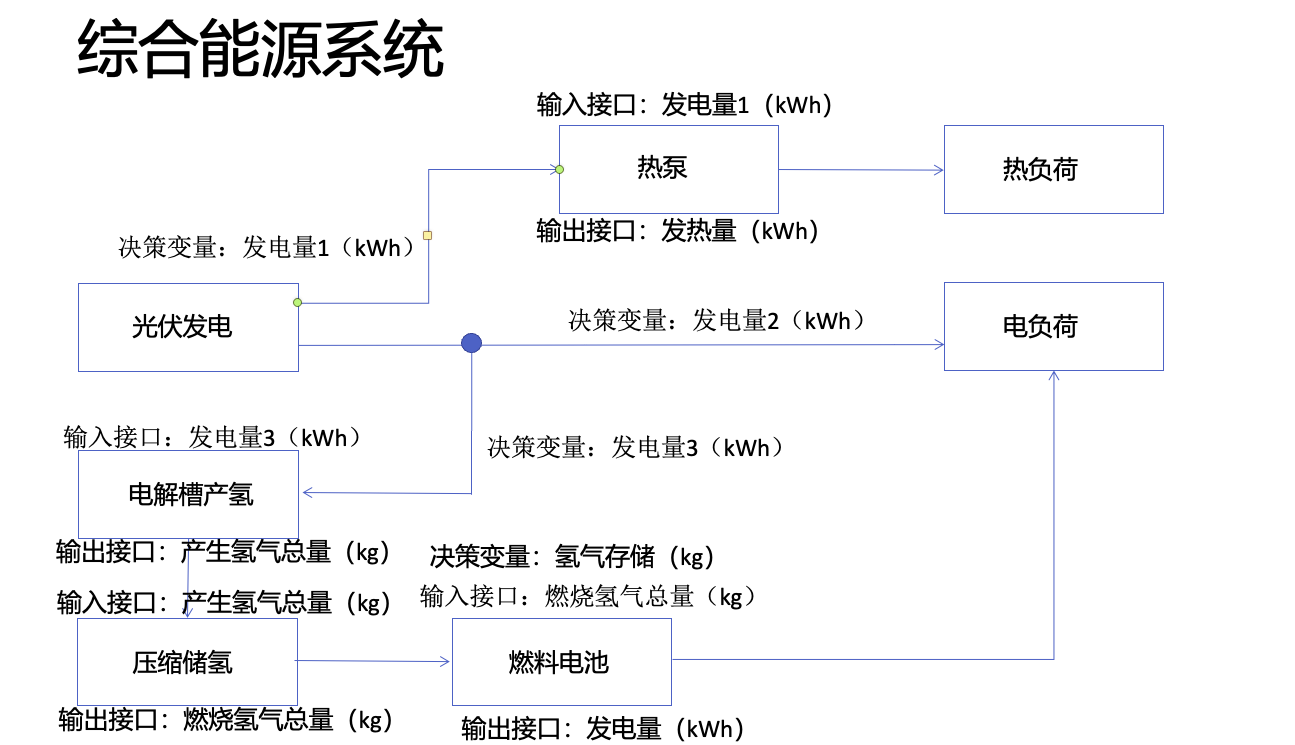 综合能源系统
输入接口：发电量1（kWh）
热泵
热负荷
输出接口：发热量（kWh）
决策变量：发电量1（kWh）
光伏发电
决策变量：发电量2（kWh）
电负荷
输入接口：发电量3（kWh）
决策变量：发电量3（kWh）
电解槽产氢
输出接口：产生氢气总量（kg）
决策变量：氢气存储（kg）
输入接口：产生氢气总量（kg）
输入接口：燃烧氢气总量（kg）
压缩储氢
燃料电池
输出接口：燃烧氢气总量（kg）
输出接口：发电量（kWh）